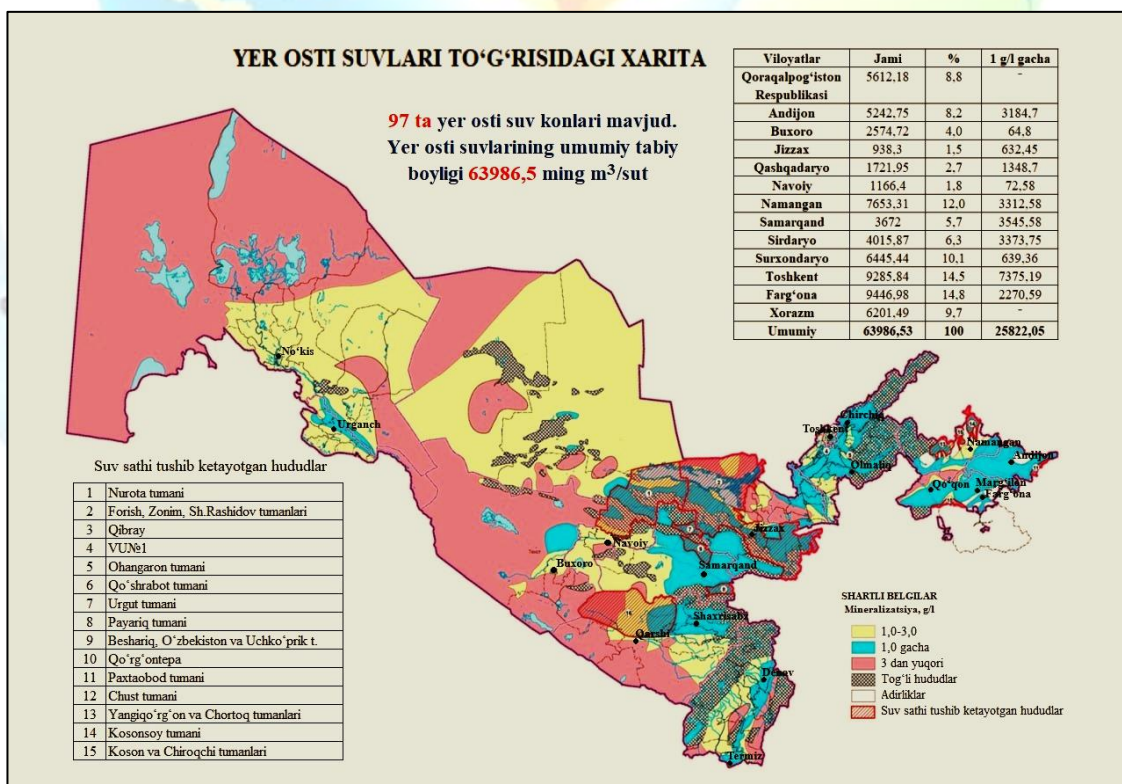 YER OSTI SUVLARI TO‘G‘RISIDAGI XARITA
97 ta yer osti suv konlari mavjud.
Yer osti suvlarining umumiy tabiy
boyligi 63986,5 ming m³/sut
Viloyatlar Jami % 1 g/l gacha
Qoraqalpog‘iston Respublikasi 5612,18 8,8 -
Andijon 5242,75 8,2 3184,7
Buxoro 2574,72 4,0 64,8
Jizzax 938,3 1,5 632,45
Qashqadaryo 1721,95 2,7 1348,7
Navoiy 1166,4 1,8 72,58
Namangan 7653,31 12,0 3312,58
Samarqand 3672 5,7 3545,58
Sirdaryo 4015,87 6,3 3373,75
Surxondaryo 6445,44 10,1 639,36
Toshkent 9285,84 14,5 7375,19
Farg‘ona 9446,98 14,8 2270,59
Xorazm 6201,49 9,7 -
Umumiy 63986,53 100 25822,05
No‘kis
Urganch
Chirchiq
Toshkent
Olmaliq
Namangan
Andijon
Qo‘qon
Marg‘ilon
Farg‘ona
Jizzax
Navoiy
Buxoro
Samarqand
Shaxrisabz
Qarshi
Denav
Termiz
Suv sathi tushib ketayotgan hududlar
1 Nurota tumani
2 Forish, Zonim, Sh.Rashidov tumanlari
3 Qibray
4 VU№1
5 Ohangaron tumani
6 Qo‘shrabot tumani
7 Urgut tumani
8 Payariq tumani
9 Beshariq, O‘zbekiston va Uchko‘prik t.
10 Qo‘rg‘ontepa
11 Paxtaobod tumani
12 Chust tumani
13 Yangiqo‘rg‘on va Chortoq tumanlari
14 Kosonsoy tumani
15 Koson va Chiroqchi tumanlari
SHARTLI BELGILAR
Mineralizatsiya, g/l
1,0-3,0
1,0 gacha
3 dan yuqori
Tog‘li hududlar
Adirliklar
Suv sathi tushib ketayotgan hududlar